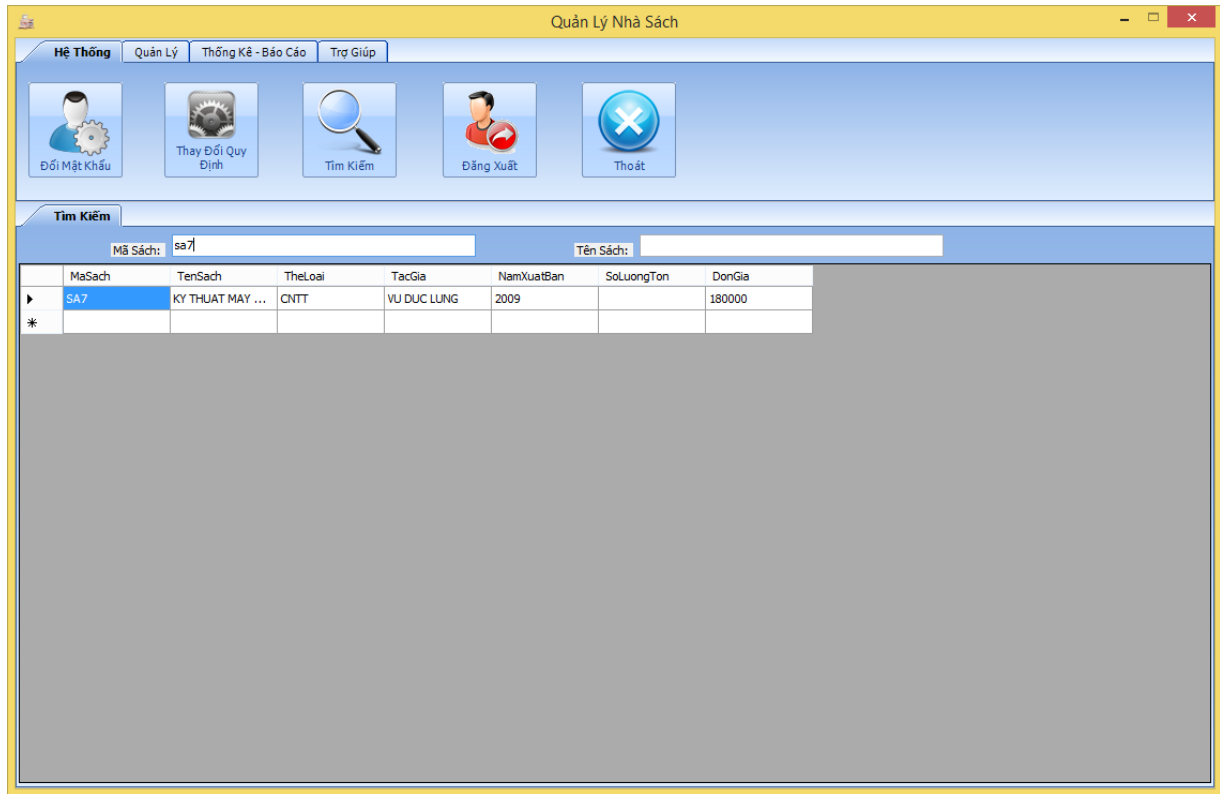 Quản Lý Nhà Sách
Hệ Thống Quản Lý Thống Kê - Báo Cáo Trợ Giúp
Đổi Mật Khẩu
Thay Đổi Quy
Định
Tìm Kiếm
Đăng Xuất
Thoát
Tìm Kiếm
Mã Sách: sa7 Tên Sách:
MaSach TenSach TheLoai TacGia NamXuatBan SoLuongTon DonGia
SA7 KY THUAT MAY ... CNTT VU DUC LUNG 2009 180000